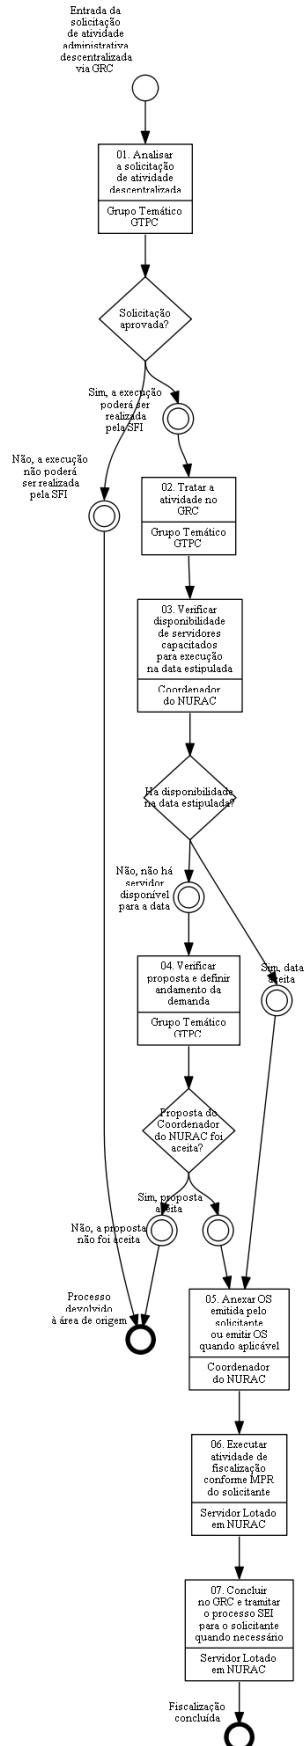 Entrada da
solicitação
de atividade
administrativa
descentralizada
via GRC
01. Analisar
a solicitação
de atividade
descentralizada
Grupo Temático
GTPC
Solicitação
aprovada?
Sim, a execução
poderá ser
realizada
pela SFI
Não, a execução
não poderá
ser realizada
pela SFI
02. Tratar a
atividade no
GRC
Grupo Temático
GTPC
03. Verificar
disponibilidade
de servidores
capacitados
para execução
na data estipulada
Coordenador
do NURAC
Há disponibilidade
na data estipulada?
Não, não há
servidor
disponível
para a data
04. Verificar
proposta e definir
andamento da
demanda
Grupo Temático
GTPC
Sim, data
aceita
Proposta do
Coordenador
do NURAC foi
aceita?
Sim, proposta
aceita
Não, a proposta
não foi aceita
Processo
devolvido
à área de origem
05. Anexar OS
emitida pelo
solicitante
ou emitir OS
quando aplicável
Coordenador
do NURAC
06. Executar
atividade de
fiscalização
conforme MPR
do solicitante
Servidor Lotado
em NURAC
07. Concluir
no GRC e tramitar
o processo SEI
para o solicitante
quando necessário
Servidor Lotado
em NURAC
Fiscalização
concluída